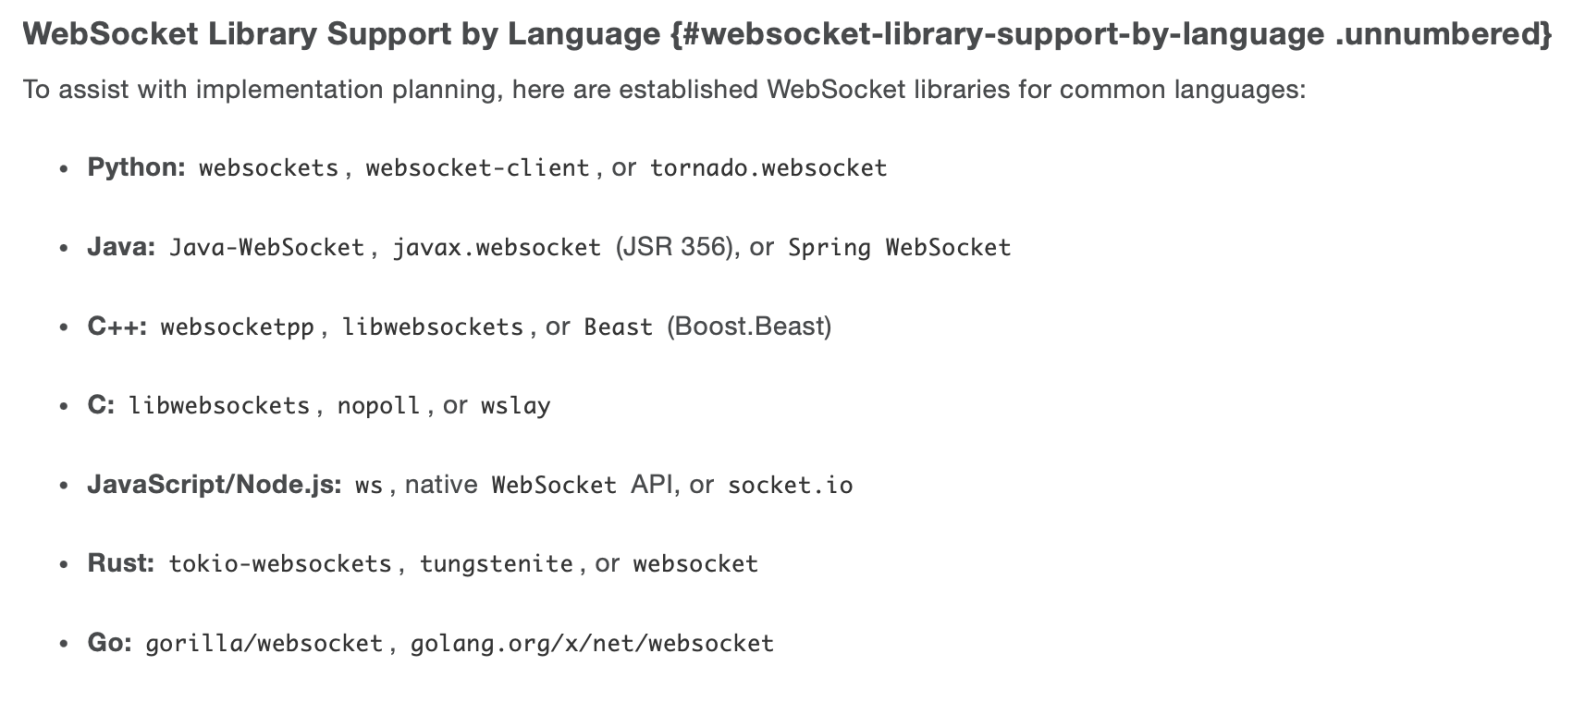 WebSocket Library Support by Language {#websocket-library-support-by-language .unnumbered}
To assist with implementation planning, here are established WebSocket libraries for common languages:
• Python: websockets, websocket-client, or tornado.websocket
• Java: Java-WebSocket, javax.websocket (JSR 356), or Spring WebSocket
• C++: websocketpp, libwebsockets, or Beast (Boost.Beast)
• C: libwebsockets, nopoll, or wslay
• JavaScript/Node.js: ws, native WebSocket API, or socket.io
• Rust: tokio-websockets, tungstenite, or websocket
• Go: gorilla/websocket, golang.org/x/net/websocket